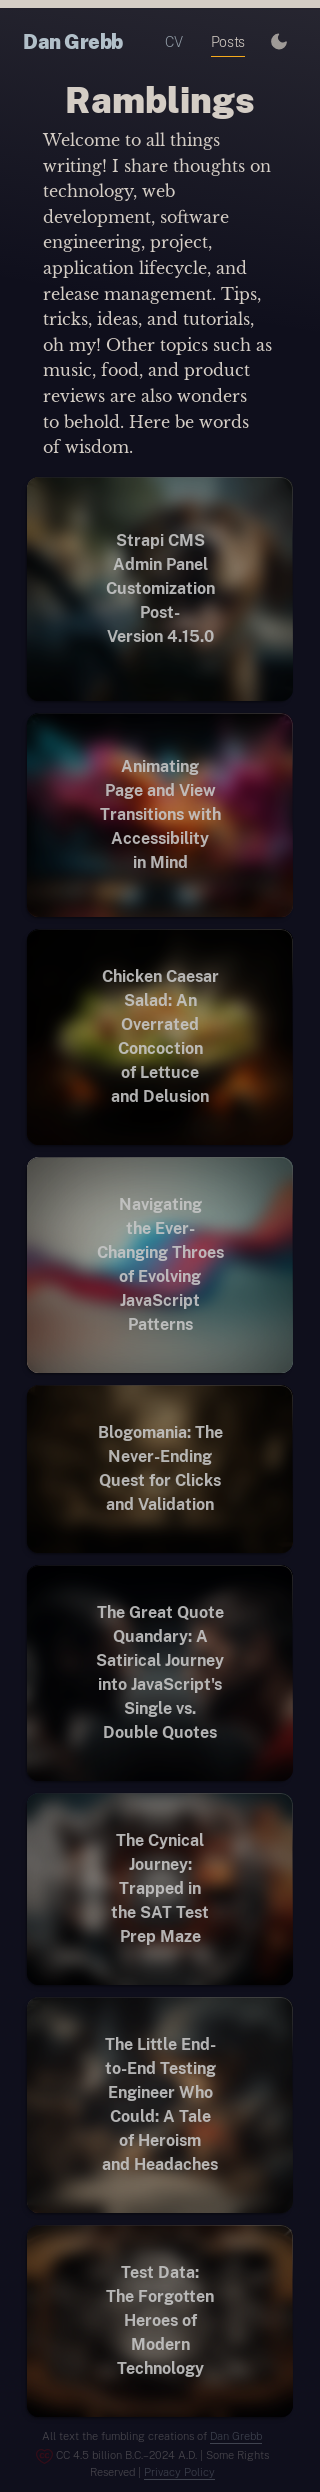 Dan Grebb
CV
Posts
Ramblings
Welcome to all things
writing! I share thoughts on
technology, web
development, software
engineering, project,
application lifecycle, and
release management. Tips,
tricks, ideas, and tutorials,
oh my! Other topics such as
music, food, and product
reviews are also wonders
to behold. Here be words
of wisdom.
Strapi CMS
Admin Panel
Customization
Post-
Version 4.15.0
Animating
Page and View
Transitions with
Accessibility
in Mind
Chicken Caesar
Salad: An
Overrated
Concoction
of Lettuce
and Delusion
Navigating
the Ever-
Changing Throes
of Evolving
JavaScript
Patterns
Blogomania: The
Never-Ending
Quest for Clicks
and Validation
The Great Quote
Quandary: A
Satirical Journey
into JavaScript's
Single vs.
Double Quotes
The Cynical
Journey:
Trapped in
the SAT Test
Prep Maze
The Little End-
to-End Testing
Engineer Who
Could: A Tale
of Heroism
and Headaches
Test Data:
The Forgotten
Heroes of
Modern
Technology
All text the fumbling creations of Dan Grebb
CC 4.5 billion B.C.–2024 A.D. | Some Rights
Reserved | Privacy Policy